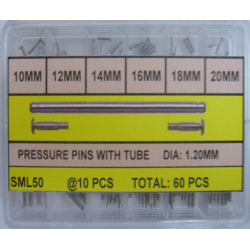 10MM 12MM 14MM 16MM 18MM 20MM
PRESSURE PINS WITH TUBE DIA: 1.20MM
SML50 @10 PCS TOTAL: 60 PCS